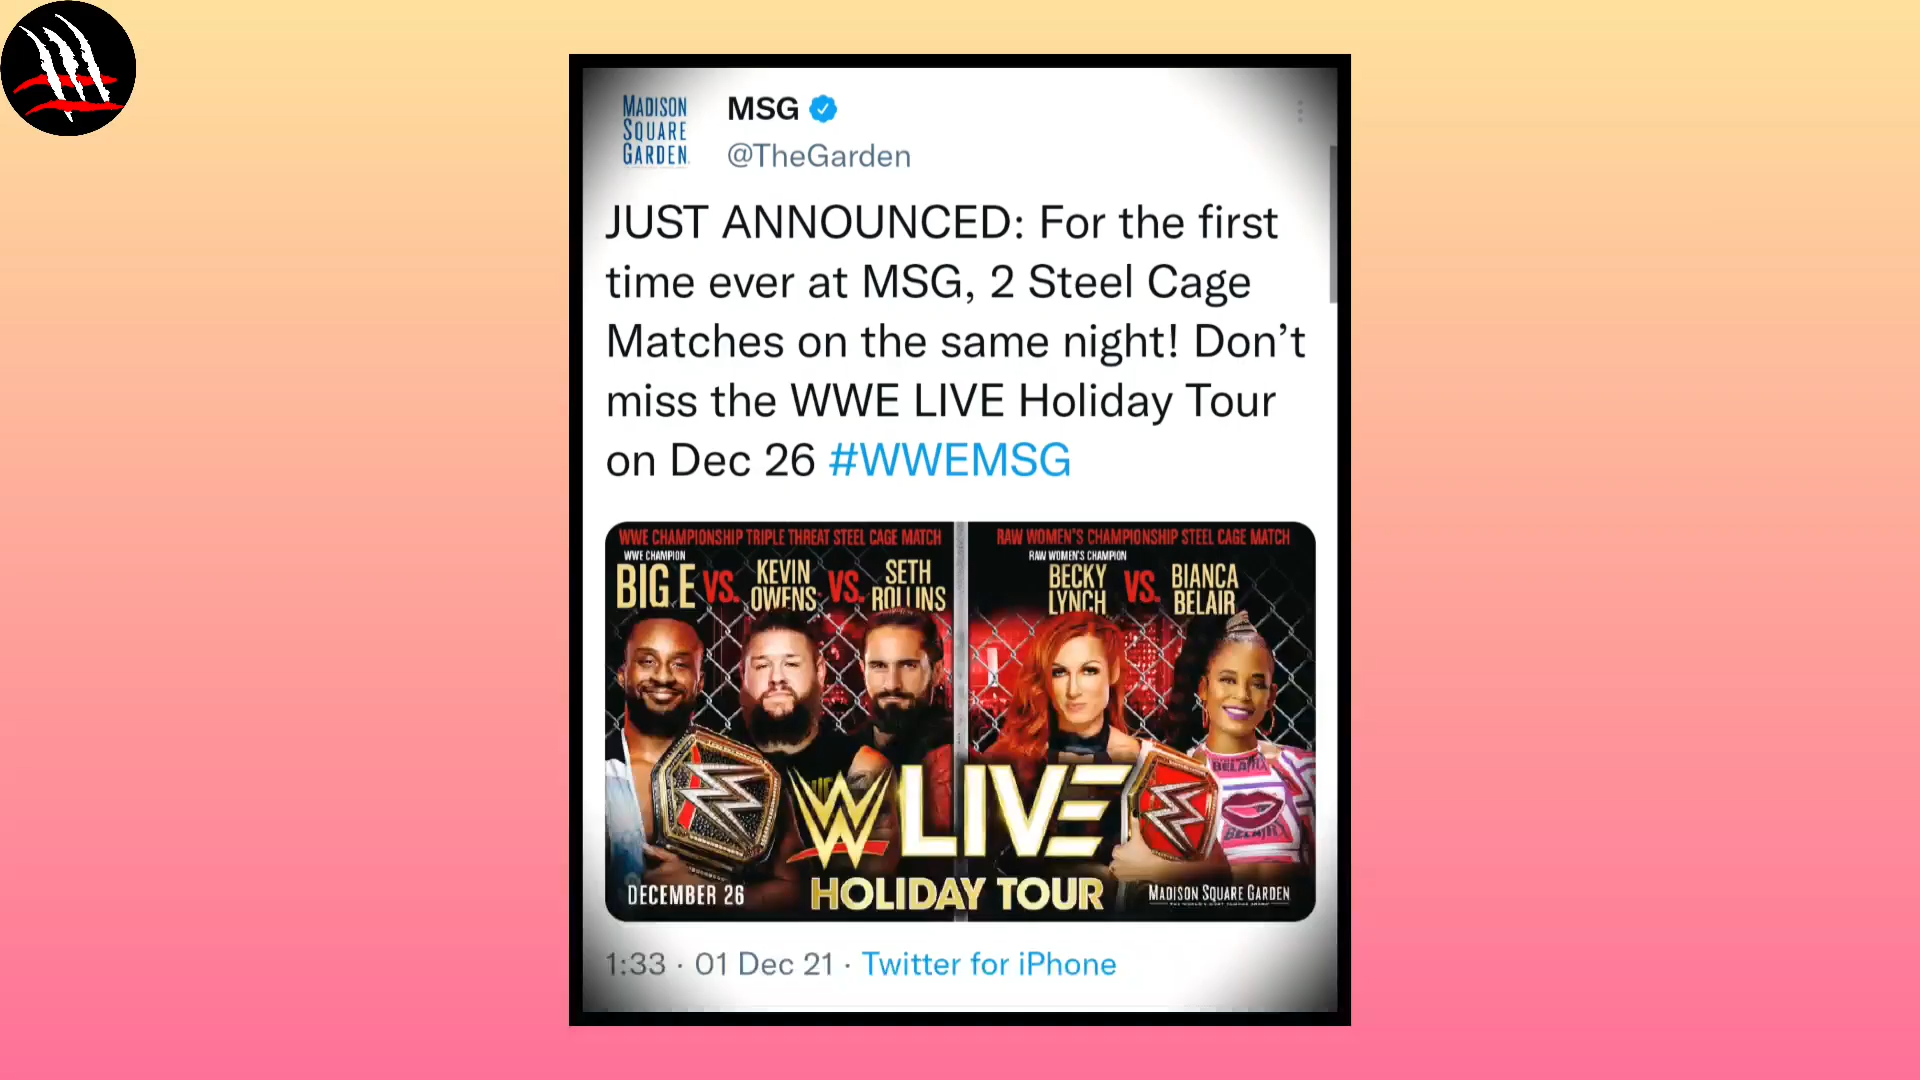 MADISON
SQUARE
GARDEN
MSG
@TheGarden
JUST ANNOUNCED: For the first
time ever at MSG, 2 Steel Cage
Matches on the same night! Don’t
miss the WWE LIVE Holiday Tour
on Dec 26 #WWEMSG
WWE CHAMPIONSHIP TRIPLE THREAT STEEL CAGE MATCH
WWE CHAMPION
BIG E VS. KEVIN OWENS VS. SETH ROLLINS
RAW WOMEN'S CHAMPIONSHIP STEEL CAGE MATCH
RAW WOMEN'S CHAMPION
BECKY LYNCH VS. BIANCA BELAIR
BELAIR
W LIVE
HOLIDAY TOUR
DECEMBER 26
MADISON SQUARE GARDEN
1:33 · 01 Dec 21 · Twitter for iPhone